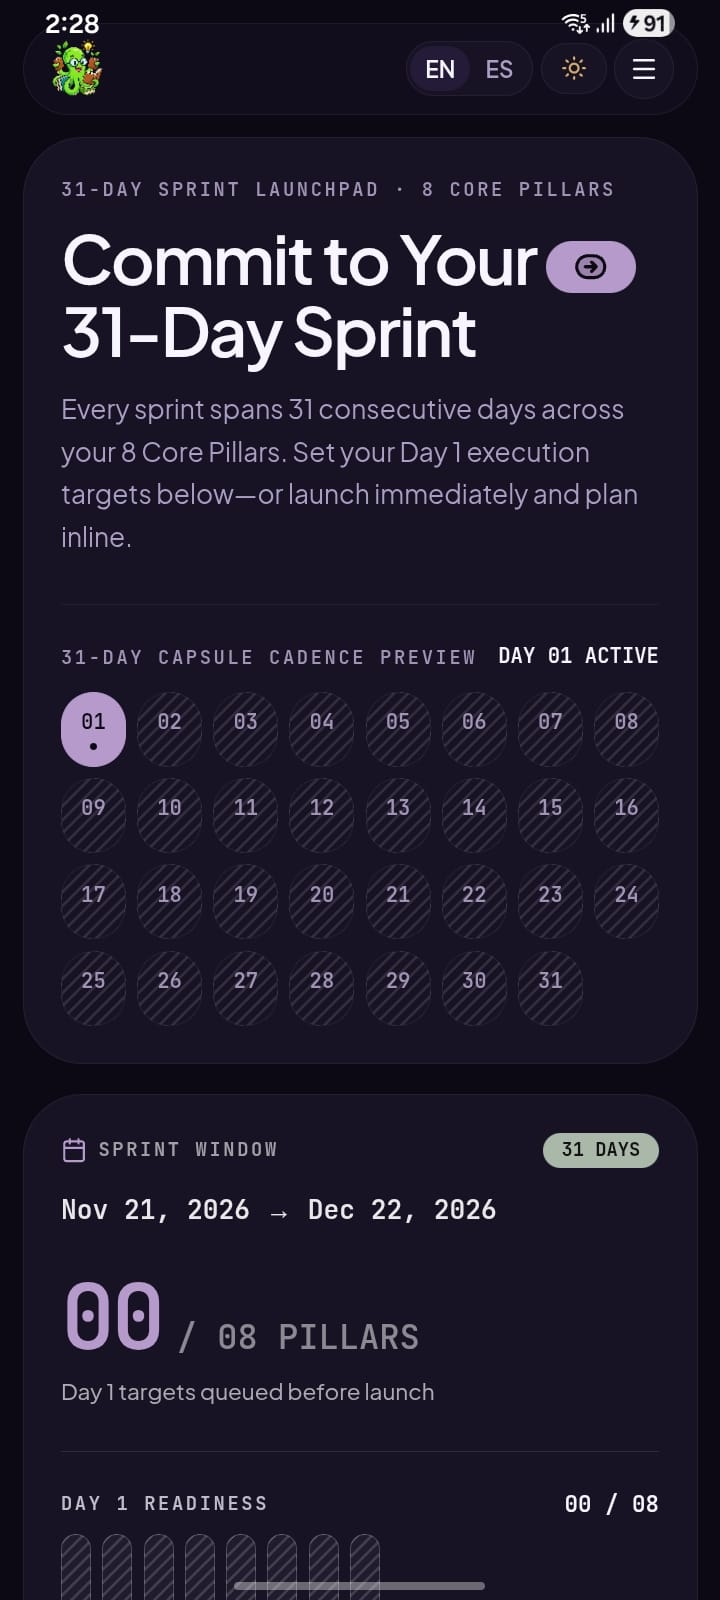 2:28
5
91
EN ES
31-DAY SPRINT LAUNCHPAD · 8 CORE PILLARS
Commit to Your
31-Day Sprint
Every sprint spans 31 consecutive days across
your 8 Core Pillars. Set your Day 1 execution
targets below—or launch immediately and plan
inline.
31-DAY CAPSULE CADENCE PREVIEW DAY 01 ACTIVE
01 02 03 04 05 06 07 08
09 10 11 12 13 14 15 16
17 18 19 20 21 22 23 24
25 26 27 28 29 30 31
SPRINT WINDOW 31 DAYS
Nov 21, 2026 → Dec 22, 2026
00 / 08 PILLARS
Day 1 targets queued before launch
DAY 1 READINESS 00 / 08